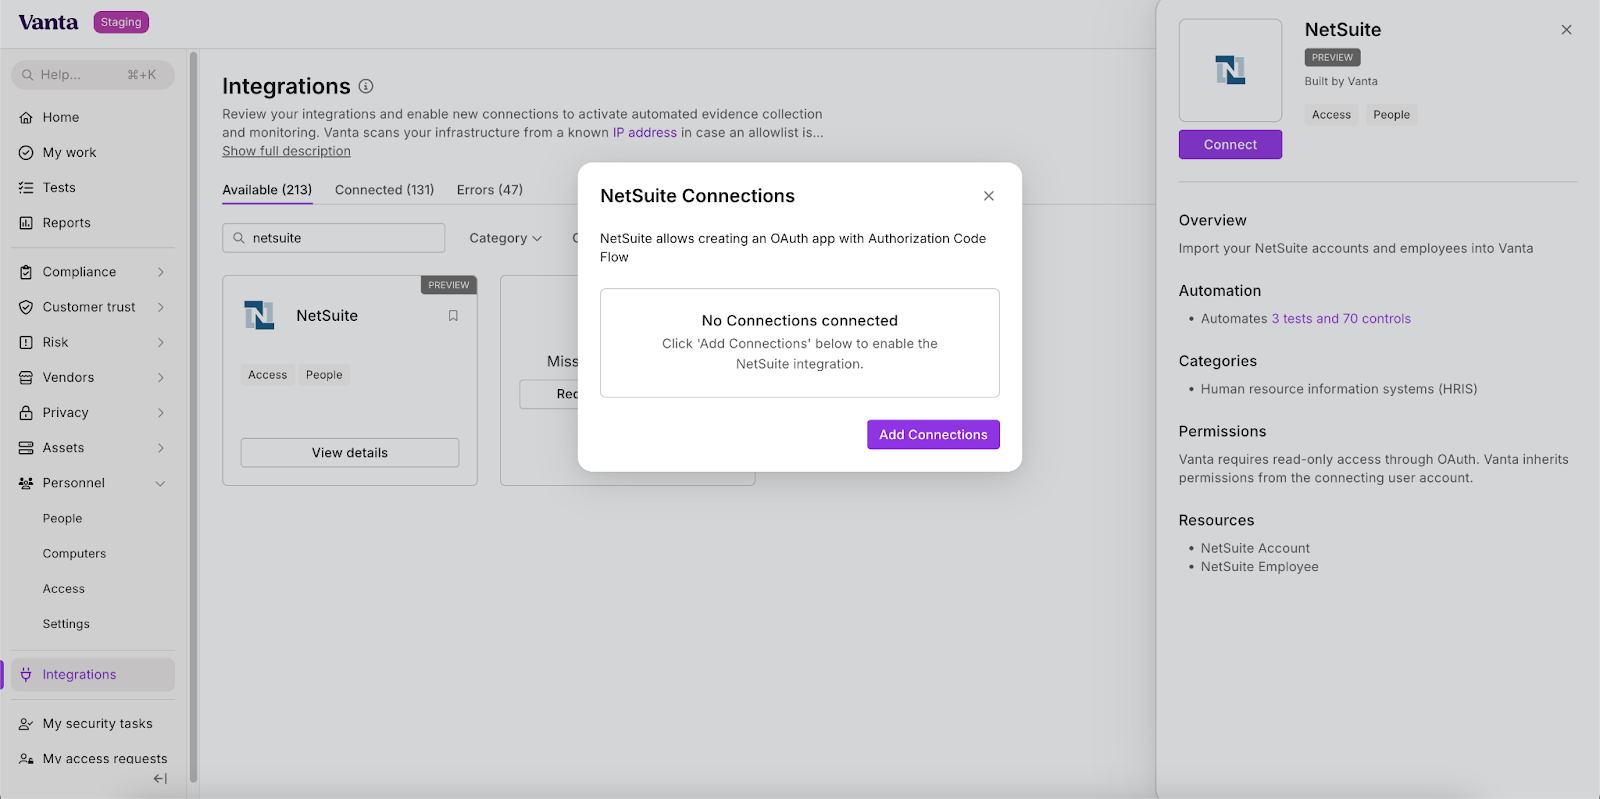 Vanta
Staging
Help...
⌘+K
Home
My work
Tests
Reports
Compliance
Customer trust
Risk
Vendors
Privacy
Assets
Personnel
People
Computers
Access
Settings
Integrations
My security tasks
My access requests
Integrations
Review your integrations and enable new connections to activate automated evidence collection
and monitoring. Vanta scans your infrastructure from a known IP address in case an allowlist is...
Show full description
Available (213)
Connected (131)
Errors (47)
netsuite
Category
PREVIEW
NetSuite
Access
People
View details
NetSuite Connections
NetSuite allows creating an OAuth app with Authorization Code
Flow
No Connections connected
Click 'Add Connections' below to enable the
NetSuite integration.
Add Connections
NetSuite
PREVIEW
Built by Vanta
Access
People
Connect
Overview
Import your NetSuite accounts and employees into Vanta
Automation
• Automates 3 tests and 70 controls
Categories
• Human resource information systems (HRIS)
Permissions
Vanta requires read-only access through OAuth. Vanta inherits
permissions from the connecting user account.
Resources
• NetSuite Account
• NetSuite Employee